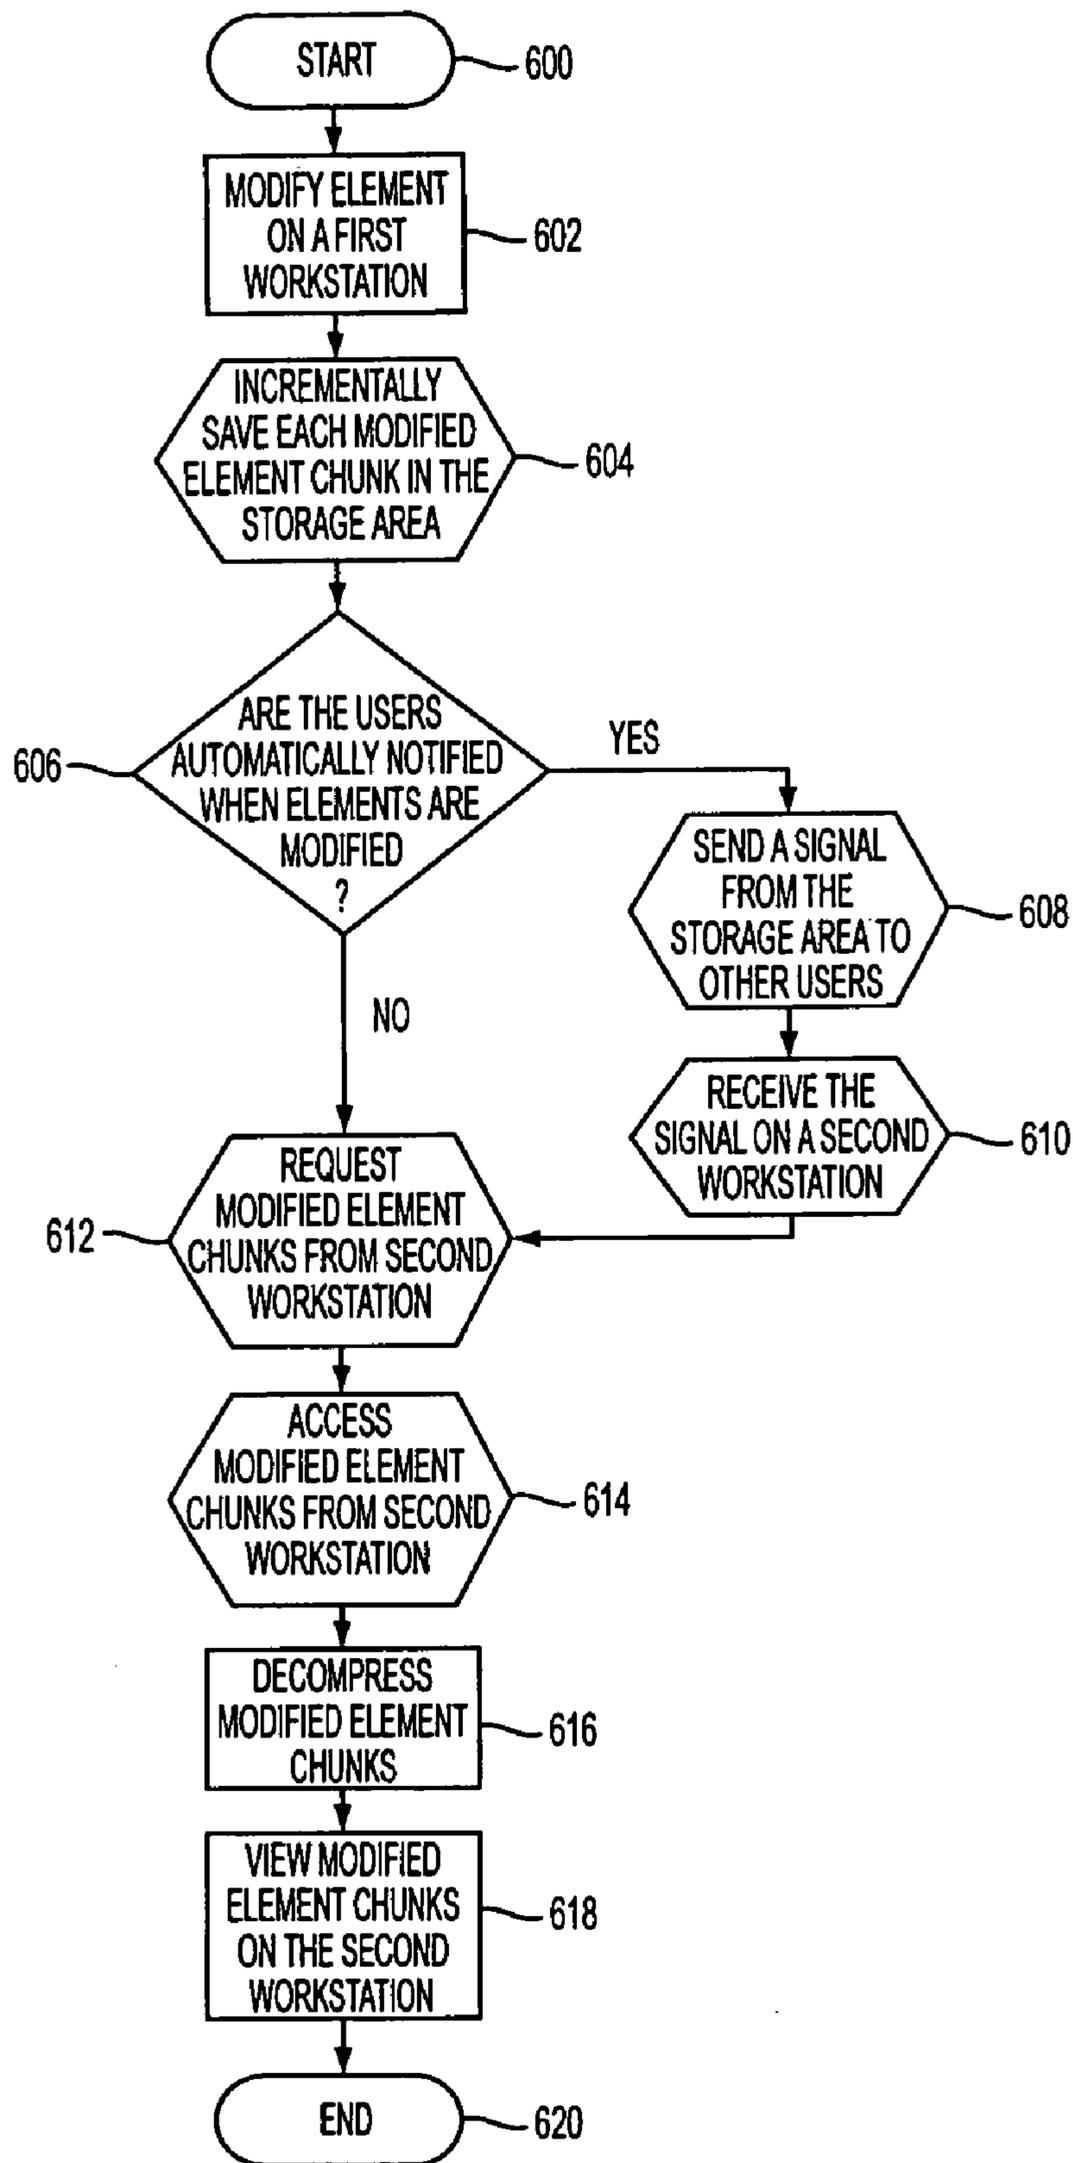 START
600
MODIFY ELEMENT
ON A FIRST
WORKSTATION
602
INCREMENTALLY
SAVE EACH MODIFIED
ELEMENT CHUNK IN THE
STORAGE AREA
604
ARE THE USERS
AUTOMATICALLY NOTIFIED
WHEN ELEMENTS ARE
MODIFIED
?
606
YES
SEND A SIGNAL
FROM THE
STORAGE AREA TO
OTHER USERS
608
NO
RECEIVE THE
SIGNAL ON A SECOND
WORKSTATION
610
REQUEST
MODIFIED ELEMENT
CHUNKS FROM SECOND
WORKSTATION
612
ACCESS
MODIFIED ELEMENT
CHUNKS FROM SECOND
WORKSTATION
614
DECOMPRESS
MODIFIED ELEMENT
CHUNKS
616
VIEW MODIFIED
ELEMENT CHUNKS
ON THE SECOND
WORKSTATION
618
END
620